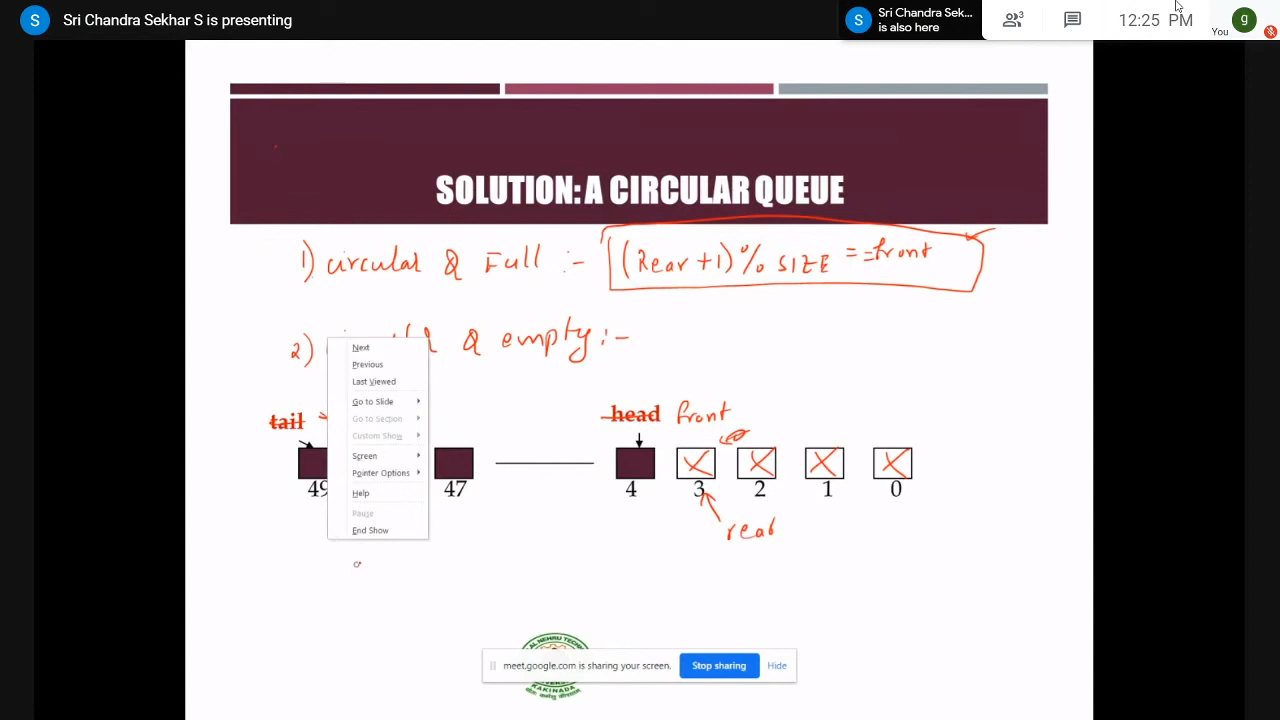 S Sri Chandra Sekhar S is presenting
S Sri Chandra Sek... is also here
3
12:25 PM
You
g
SOLUTION: A CIRCULAR QUEUE
1) circular & Full :- (Rear+1) % SIZE == front
2) & empty :-
Next
Previous
Last Viewed
Go to Slide
Go to Section
Custom Show
Screen
Pointer Options
Help
Pause
End Show
tail
head front
49 47 4 3 2 1 0
rear
meet.google.com is sharing your screen. Stop sharing Hide
KAKINADA